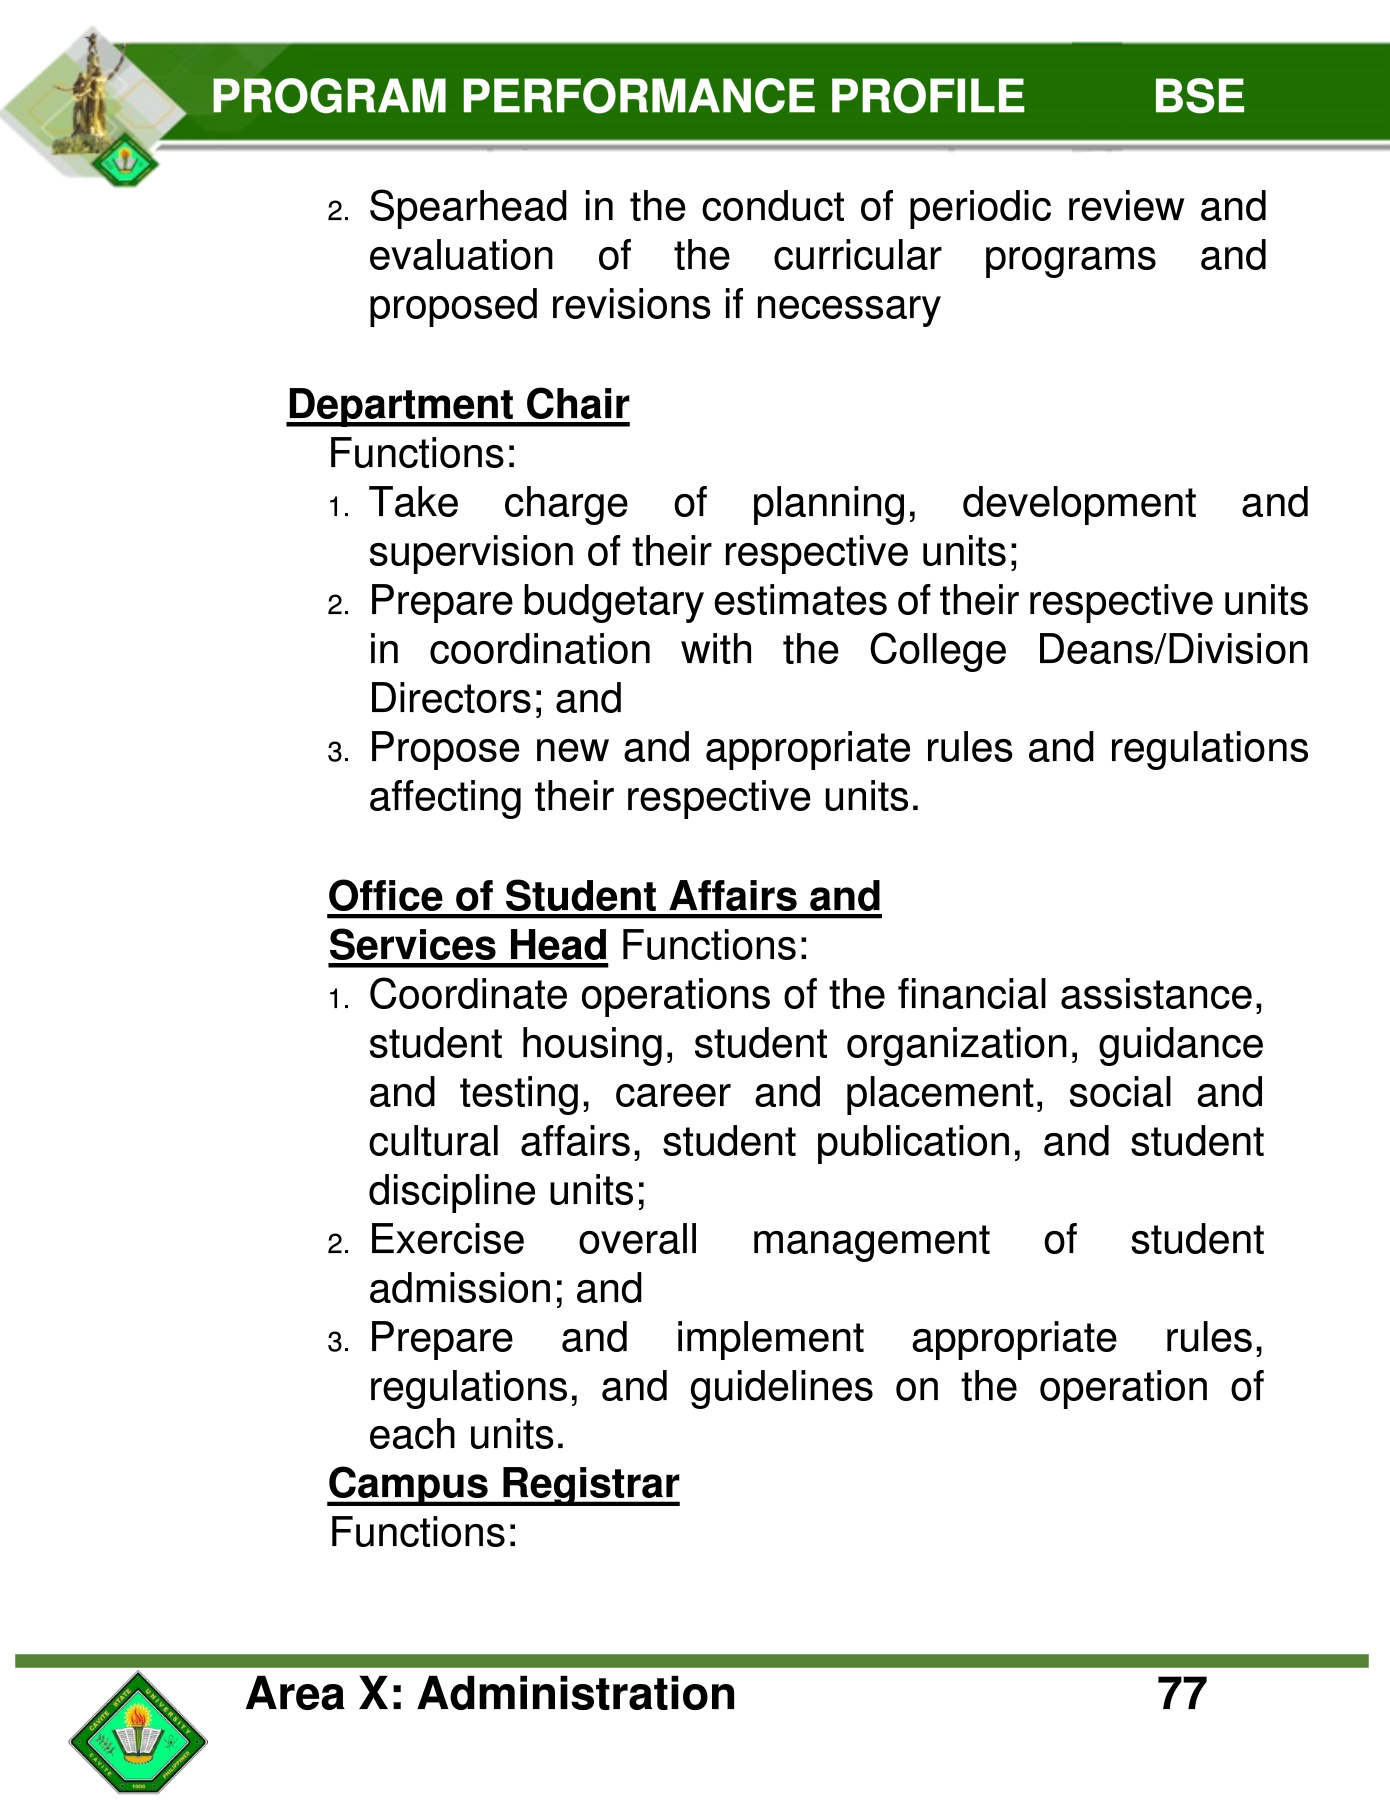 PROGRAM PERFORMANCE PROFILE BSE
2. Spearhead in the conduct of periodic review and
evaluation of the curricular programs and
proposed revisions if necessary
Department Chair
Functions:
1. Take charge of planning, development and
supervision of their respective units;
2. Prepare budgetary estimates of their respective units
in coordination with the College Deans/Division
Directors; and
3. Propose new and appropriate rules and regulations
affecting their respective units.
Office of Student Affairs and
Services Head Functions:
1. Coordinate operations of the financial assistance,
student housing, student organization, guidance
and testing, career and placement, social and
cultural affairs, student publication, and student
discipline units;
2. Exercise overall management of student
admission; and
3. Prepare and implement appropriate rules,
regulations, and guidelines on the operation of
each units.
Campus Registrar
Functions:
Area X: Administration 77
CAVITE STATE UNIVERSITY
CAVITE 1906 PHILIPPINES